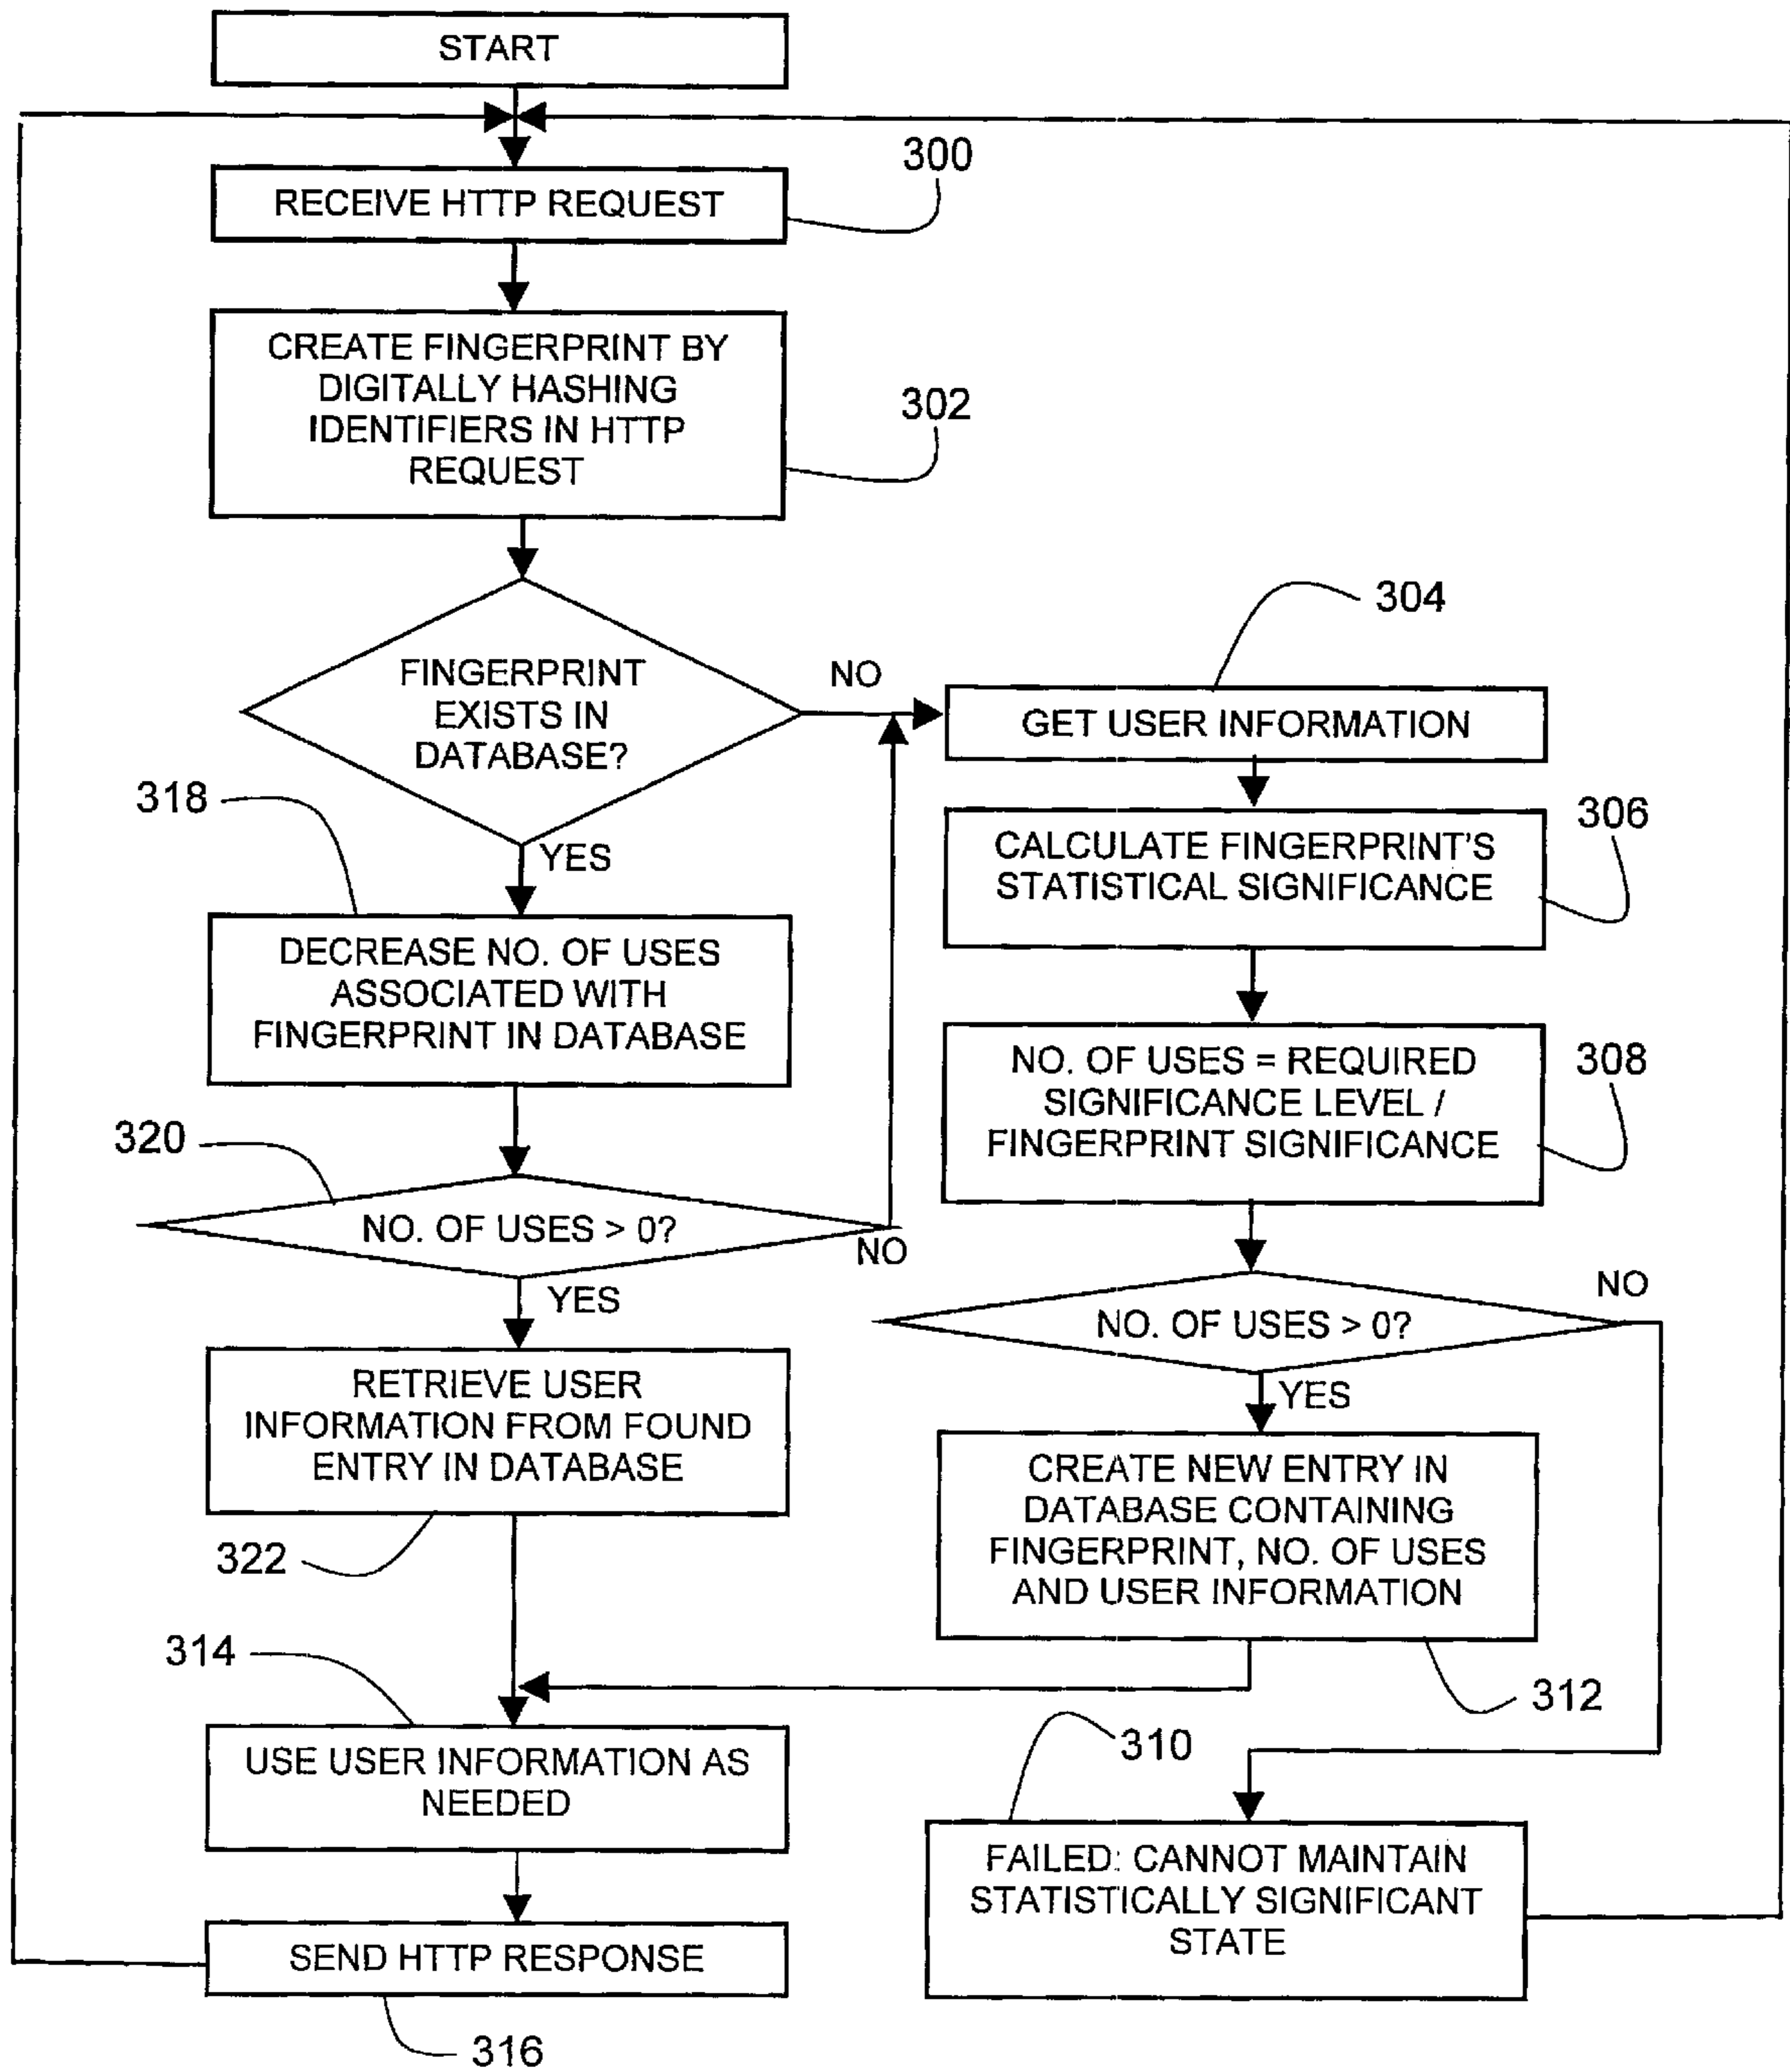 START
RECEIVE HTTP REQUEST
300
CREATE FINGERPRINT BY
DIGITALLY HASHING
IDENTIFIERS IN HTTP
REQUEST
302
FINGERPRINT
EXISTS IN
DATABASE?
NO
YES
304
GET USER INFORMATION
318
306
CALCULATE FINGERPRINT'S
STATISTICAL SIGNIFICANCE
DECREASE NO. OF USES
ASSOCIATED WITH
FINGERPRINT IN DATABASE
308
NO. OF USES = REQUIRED
SIGNIFICANCE LEVEL /
FINGERPRINT SIGNIFICANCE
320
NO. OF USES > 0?
NO
YES
NO. OF USES > 0?
NO
YES
RETRIEVE USER
INFORMATION FROM FOUND
ENTRY IN DATABASE
322
CREATE NEW ENTRY IN
DATABASE CONTAINING
FINGERPRINT, NO. OF USES
AND USER INFORMATION
312
314
USE USER INFORMATION AS
NEEDED
310
FAILED: CANNOT MAINTAIN
STATISTICALLY SIGNIFICANT
STATE
SEND HTTP RESPONSE
316